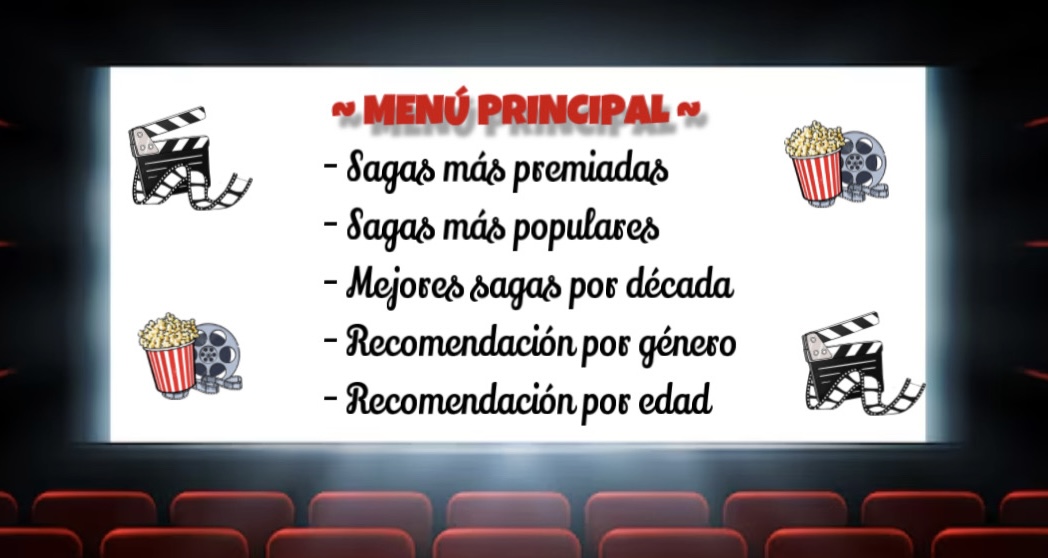 ~ MENÚ PRINCIPAL ~
- Sagas más premiadas
- Sagas más populares
- Mejores sagas por década
- Recomendación por género
- Recomendación por edad